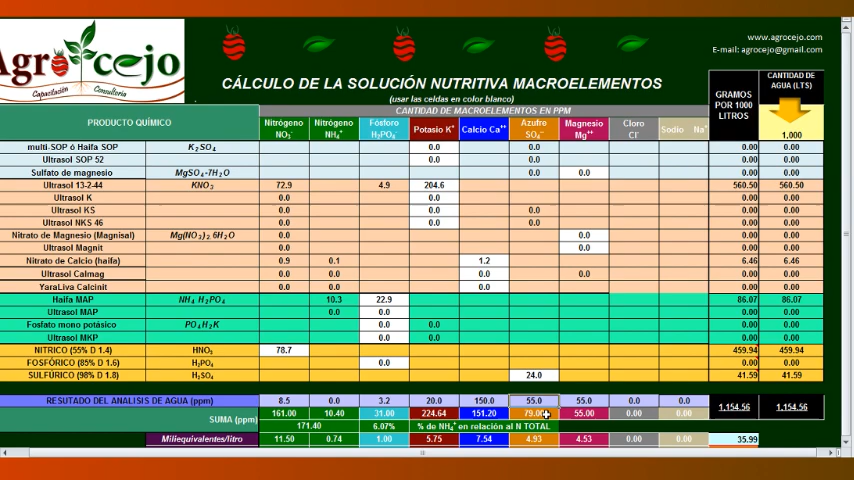 www.agrocejo.com
E-mail: agrocejo@gmail.com
Agrocejo
Capacitación Consultoría
CÁLCULO DE LA SOLUCIÓN NUTRITIVA MACROELEMENTOS
(usar las celdas en color blanco)
GRAMOS POR 1000 LITROS
CANTIDAD DE AGUA (LTS)
1,000
CANTIDAD DE MACROELEMENTOS EN PPM
PRODUCTO QUÍMICO Nitrógeno NO₃⁻ Nitrógeno NH₄⁺ Fósforo H₂PO₄⁻ Potasio K⁺ Calcio Ca⁺⁺ Azufre SO₄⁻⁻ Magnesio Mg⁺⁺ Cloro Cl⁻ Sodio Na⁺
multi-SOP ó Haifa SOP K₂SO₄ 0.0 0.0 0.00 0.00
Ultrasol SOP 52 0.0 0.0 0.00 0.00
Sulfato de magnesio MgSO₄-7H₂O 0.0 0.0 0.00 0.00
Ultrasol 13-2-44 KNO₃ 72.9 4.9 204.6 560.50 560.50
Ultrasol K 0.0 0.0 0.00 0.00
Ultrasol KS 0.0 0.0 0.0 0.00 0.00
Ultrasol NKS 46 0.0 0.0 0.0 0.00 0.00
Nitrato de Magnesio (Magnisal) Mg(NO₃)₂ 6H₂O 0.0 0.0 0.00 0.00
Ultrasol Magnit 0.0 0.0 0.00 0.00
Nitrato de Calcio (haifa) 0.9 0.1 1.2 6.46 6.46
Ultrasol Calmag 0.0 0.0 0.0 0.0 0.00 0.00
YaraLiva Calcinit 0.0 0.0 0.0 0.00 0.00
Haifa MAP NH₄ H₂PO₄ 10.3 22.9 86.07 86.07
Ultrasol MAP 0.0 0.0 0.00 0.00
Fosfato mono potásico PO₄H₂K 0.0 0.0 0.00 0.00
Ultrasol MKP 0.0 0.0 0.00 0.00
NITRICO (55% D 1.4) HNO₃ 78.7 459.94 459.94
FOSFÓRICO (85% D 1.6) H₃PO₄ 0.0 0.00 0.00
SULFÚRICO (98% D 1.8) H₂SO₄ 24.0 41.59 41.59
RESUTADO DEL ANALISIS DE AGUA (ppm) 8.5 0.0 3.2 20.0 150.0 55.0 55.0 0.0 0.0
SUMA (ppm) 161.00 10.40 31.00 224.64 151.20 79.00 55.00 0.00 0.00 1,154.56 1,154.56
171.40 6.07% % de NH₄⁺ en relación al N TOTAL
Miliequivalentes/litro 11.50 0.74 1.00 5.75 7.54 4.93 4.53 0.00 0.00 35.99